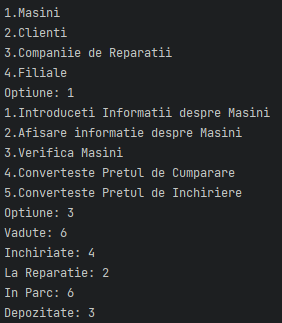 1.Masini
2.Clienti
3.Companiie de Reparatii
4.Filiale
Optiune: 1
1.Introduceti Informatii despre Masini
2.Afisare informatie despre Masini
3.Verifica Masini
4.Converteste Pretul de Cumparare
5.Converteste Pretul de Inchiriere
Optiune: 3
Vadute: 6
Inchiriate: 4
La Reparatie: 2
In Parc: 6
Depozitate: 3